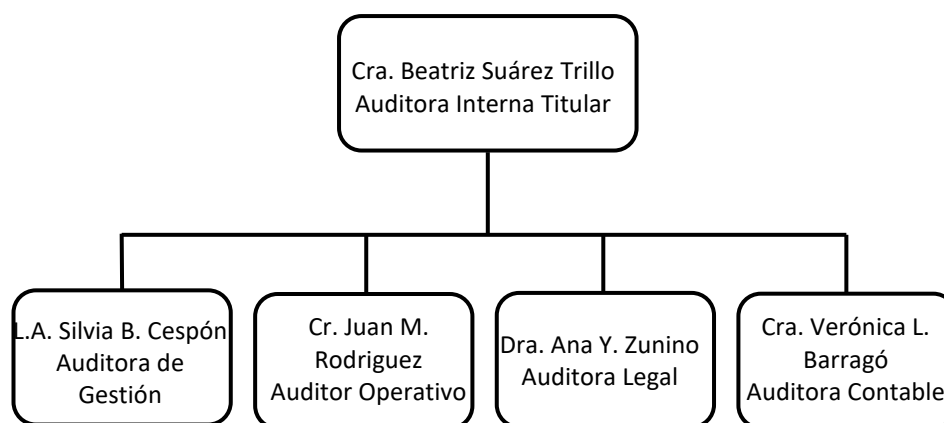 Cra. Beatriz Suárez Trillo
Auditora Interna Titular
L.A. Silvia B. Cespón
Auditora de
Gestión
Cr. Juan M.
Rodriguez
Auditor Operativo
Dra. Ana Y. Zunino
Auditora Legal
Cra. Verónica L.
Barragó
Auditora Contable